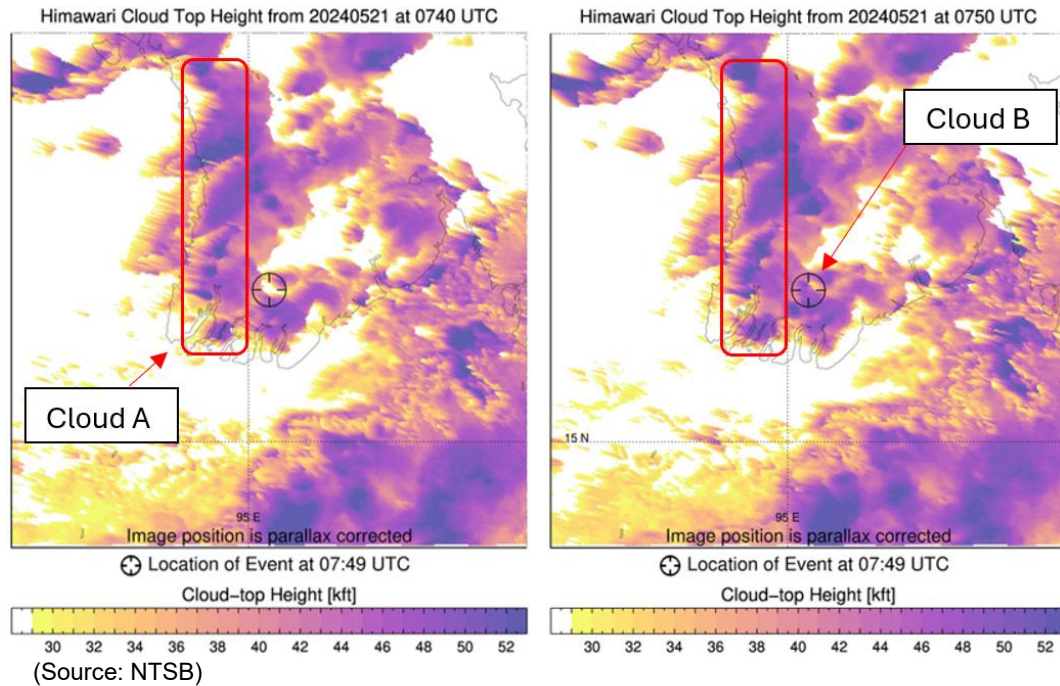 Himawari Cloud Top Height from 20240521 at 0740 UTC
Cloud A
95 E
Image position is parallax corrected
Location of Event at 07:49 UTC
Cloud-top Height [kft]
30 32 34 36 38 40 42 44 46 48 50 52
(Source: NTSB)
Himawari Cloud Top Height from 20240521 at 0750 UTC
Cloud B
15 N
95 E
Image position is parallax corrected
Location of Event at 07:49 UTC
Cloud-top Height [kft]
30 32 34 36 38 40 42 44 46 48 50 52